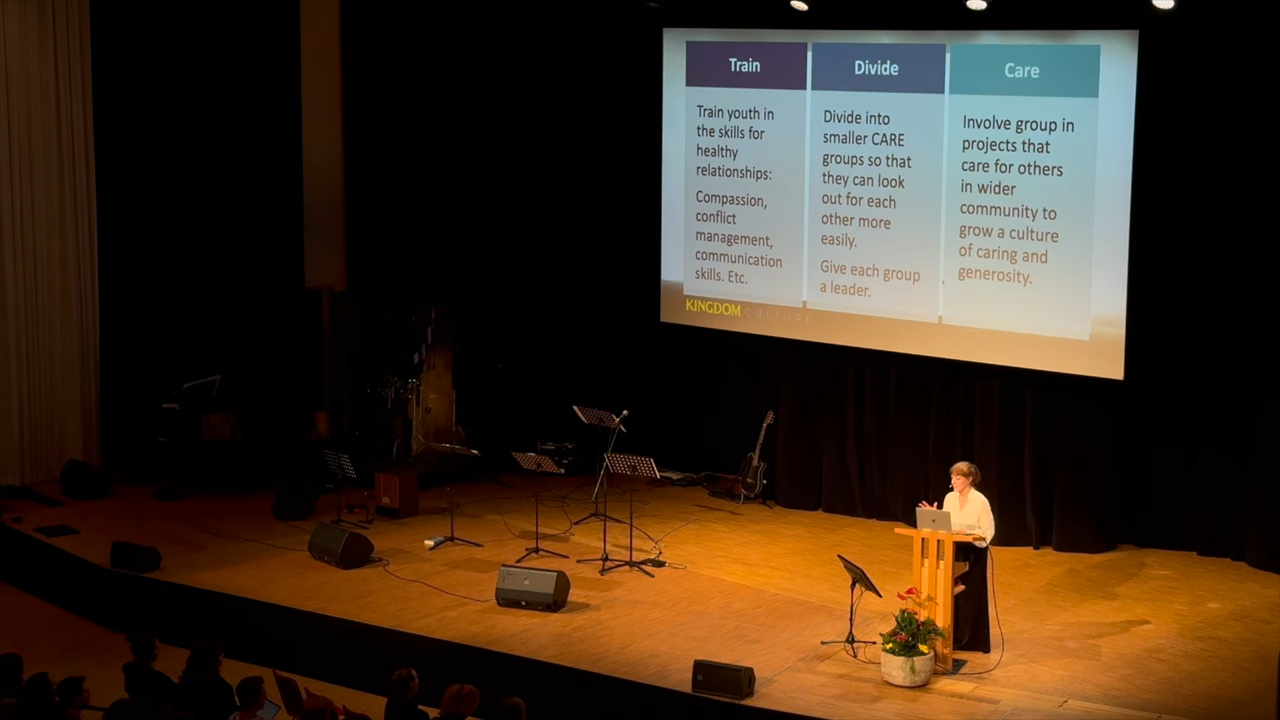 Train
Train youth in
the skills for
healthy
relationships:
Compassion,
conflict
management,
communication
skills. Etc.
Divide
Divide into
smaller CARE
groups so that
they can look
out for each
other more
easily.
Give each group
a leader.
Care
Involve group in
projects that
care for others
in wider
community to
grow a culture
of caring and
generosity.
KINGDOM CULTURE